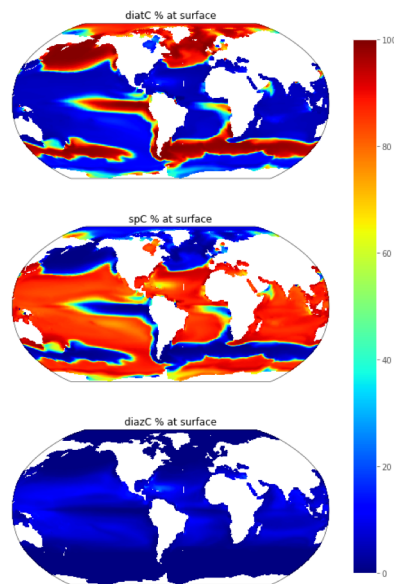 diatC % at surface
100
80
spC % at surface
60
40
diazC % at surface
20
0